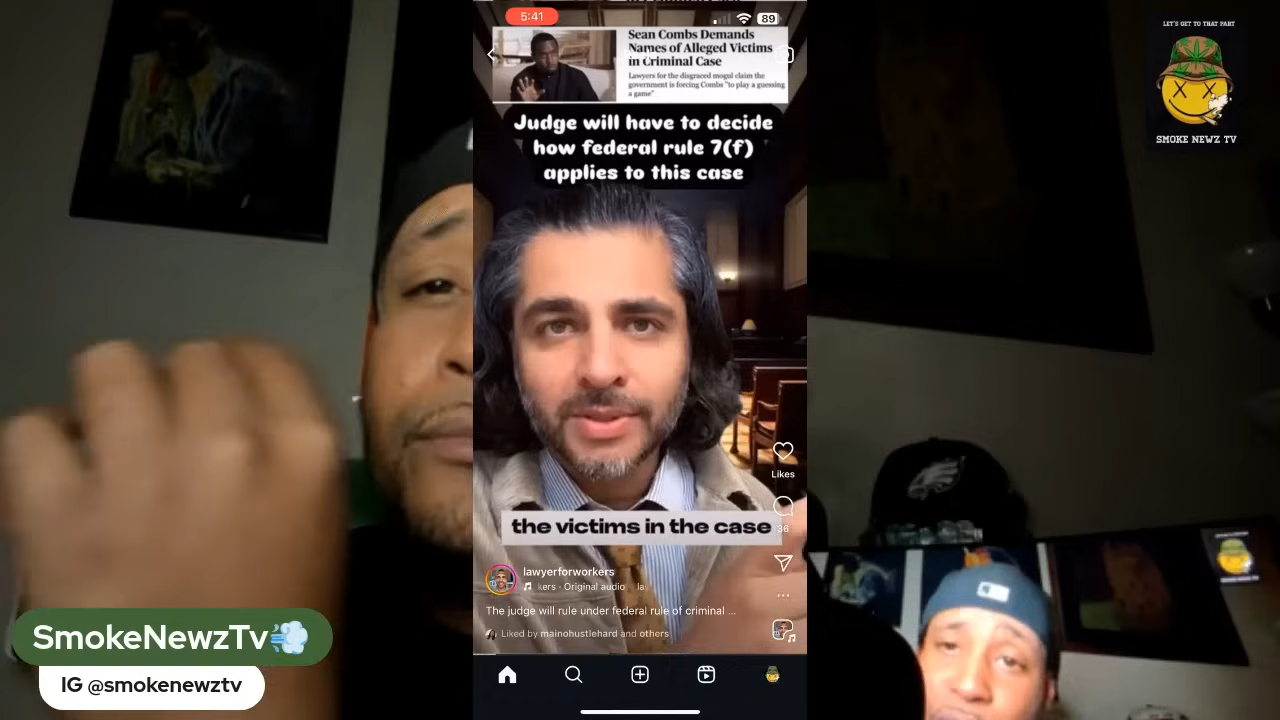 5:41
89
Sean Combs Demands
Names of Alleged Victims
in Criminal Case
Lawyers for the disgraced mogul claim the
government is forcing Combs "to play a guessing
a game"
Judge will have to decide
how federal rule 7(f)
applies to this case
LET'S GET TO THAT PART
SMOKE NEWZ TV
Likes
36
the victims in the case
lawyerforworkers
kers · Original audio
The judge will rule under federal rule of criminal ...
Liked by mainohustlehard and others
SmokeNewzTv💨
IG @smokenewztv